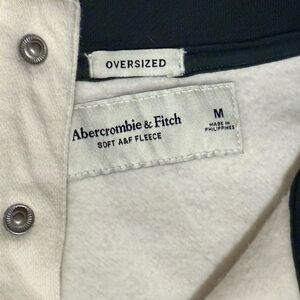 OVERSIZED
Abercrombie & Fitch
SOFT A&F FLEECE
M
MADE IN
PHILIPPINES